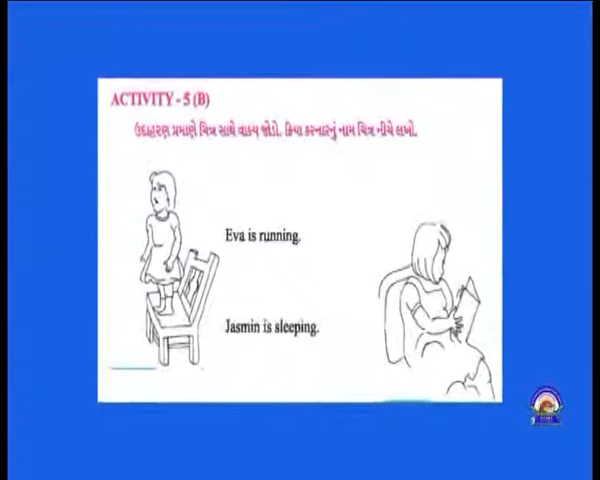 ACTIVITY - 5 (B)
ઉદાહરણ પ્રમાણે ચિત્ર સાથે વાક્ય જોડો. ક્રિયા કરનારનું નામ ચિત્ર નીચે લખો.
Eva is running.
Jasmin is sleeping.